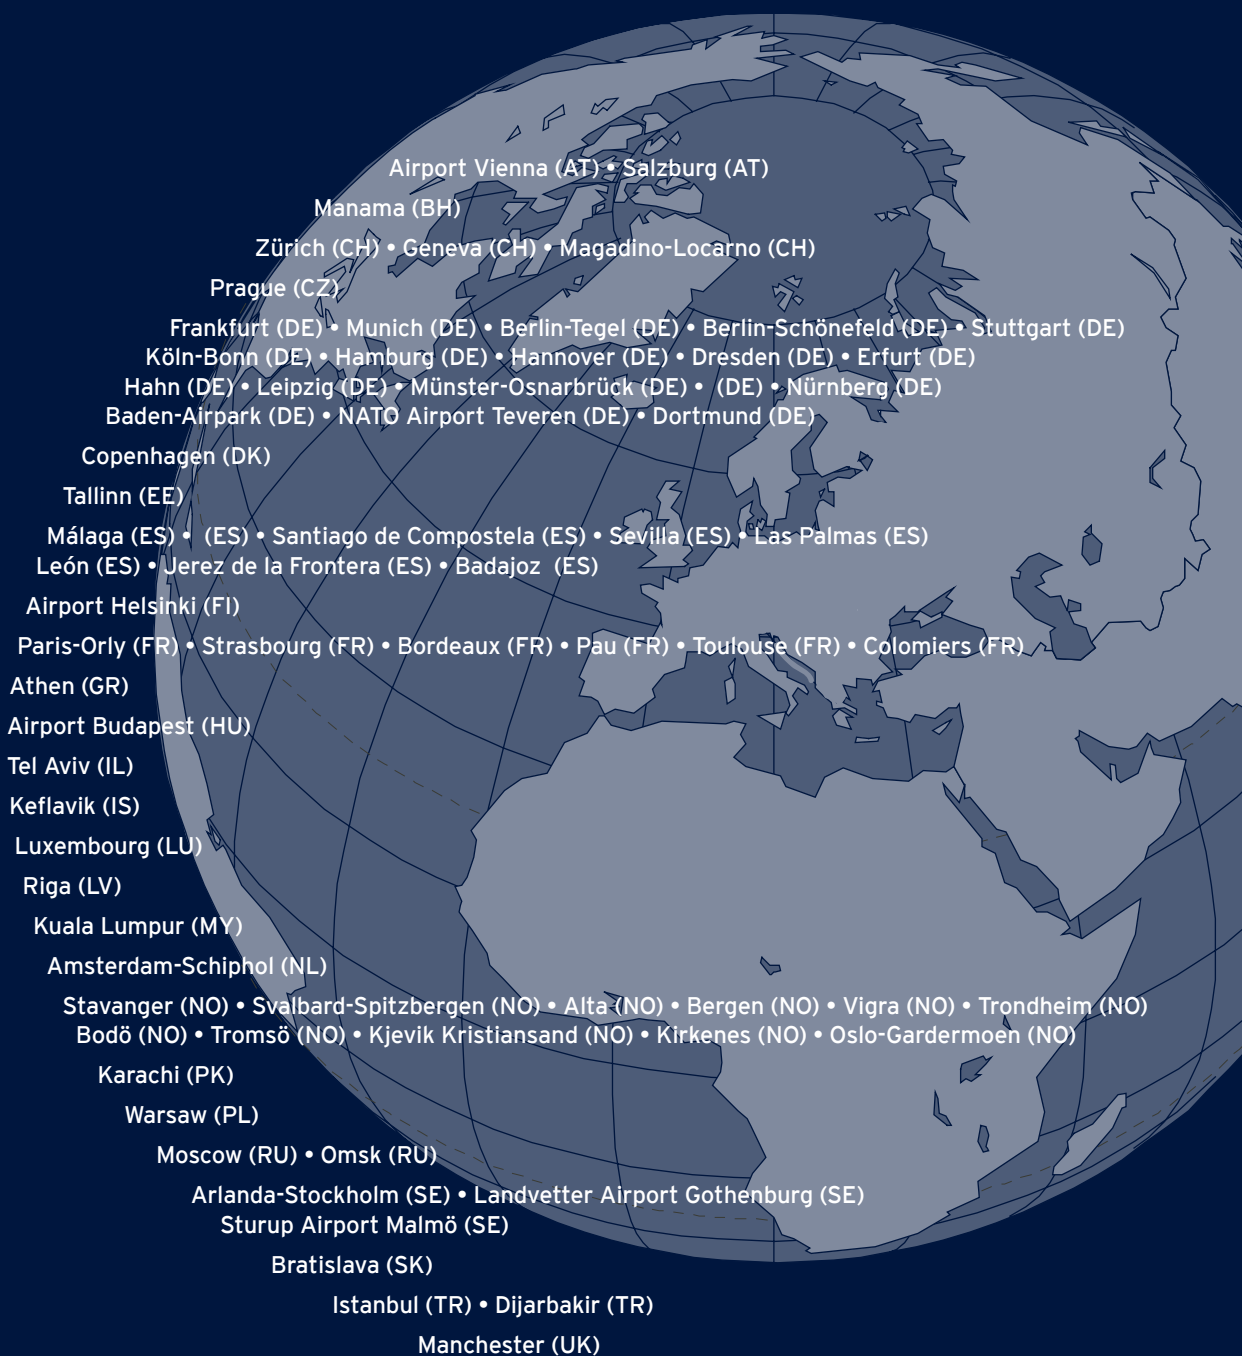 Airport Vienna (AT) • Salzburg (AT)
Manama (BH)
Zürich (CH) • Geneva (CH) • Magadino-Locarno (CH)
Prague (CZ)
Frankfurt (DE) • Munich (DE) • Berlin-Tegel (DE) • Berlin-Schönefeld (DE) • Stuttgart (DE)
Köln-Bonn (DE) • Hamburg (DE) • Hannover (DE) • Dresden (DE) • Erfurt (DE)
Hahn (DE) • Leipzig (DE) • Münster-Osnarbrück (DE) •  (DE) • Nürnberg (DE)
Baden-Airpark (DE) • NATO Airport Teveren (DE) • Dortmund (DE)
Copenhagen (DK)
Tallinn (EE)
Málaga (ES) •  (ES) • Santiago de Compostela (ES) • Sevilla (ES) • Las Palmas (ES)
León (ES) • Jerez de la Frontera (ES) • Badajoz  (ES)
Airport Helsinki (FI)
Paris-Orly (FR) • Strasbourg (FR) • Bordeaux (FR) • Pau (FR) • Toulouse (FR) • Colomiers (FR)
Athen (GR)
Airport Budapest (HU)
Tel Aviv (IL)
Keflavik (IS)
Luxembourg (LU)
Riga (LV)
Kuala Lumpur (MY)
Amsterdam-Schiphol (NL)
Stavanger (NO) • Svalbard-Spitzbergen (NO) • Alta (NO) • Bergen (NO) • Vigra (NO) • Trondheim (NO)
Bodö (NO) • Tromsö (NO) • Kjevik Kristiansand (NO) • Kirkenes (NO) • Oslo-Gardermoen (NO)
Karachi (PK)
Warsaw (PL)
Moscow (RU) • Omsk (RU)
Arlanda-Stockholm (SE) • Landvetter Airport Gothenburg (SE)
Sturup Airport Malmö (SE)
Bratislava (SK)
Istanbul (TR) • Dijarbakir (TR)
Manchester (UK)